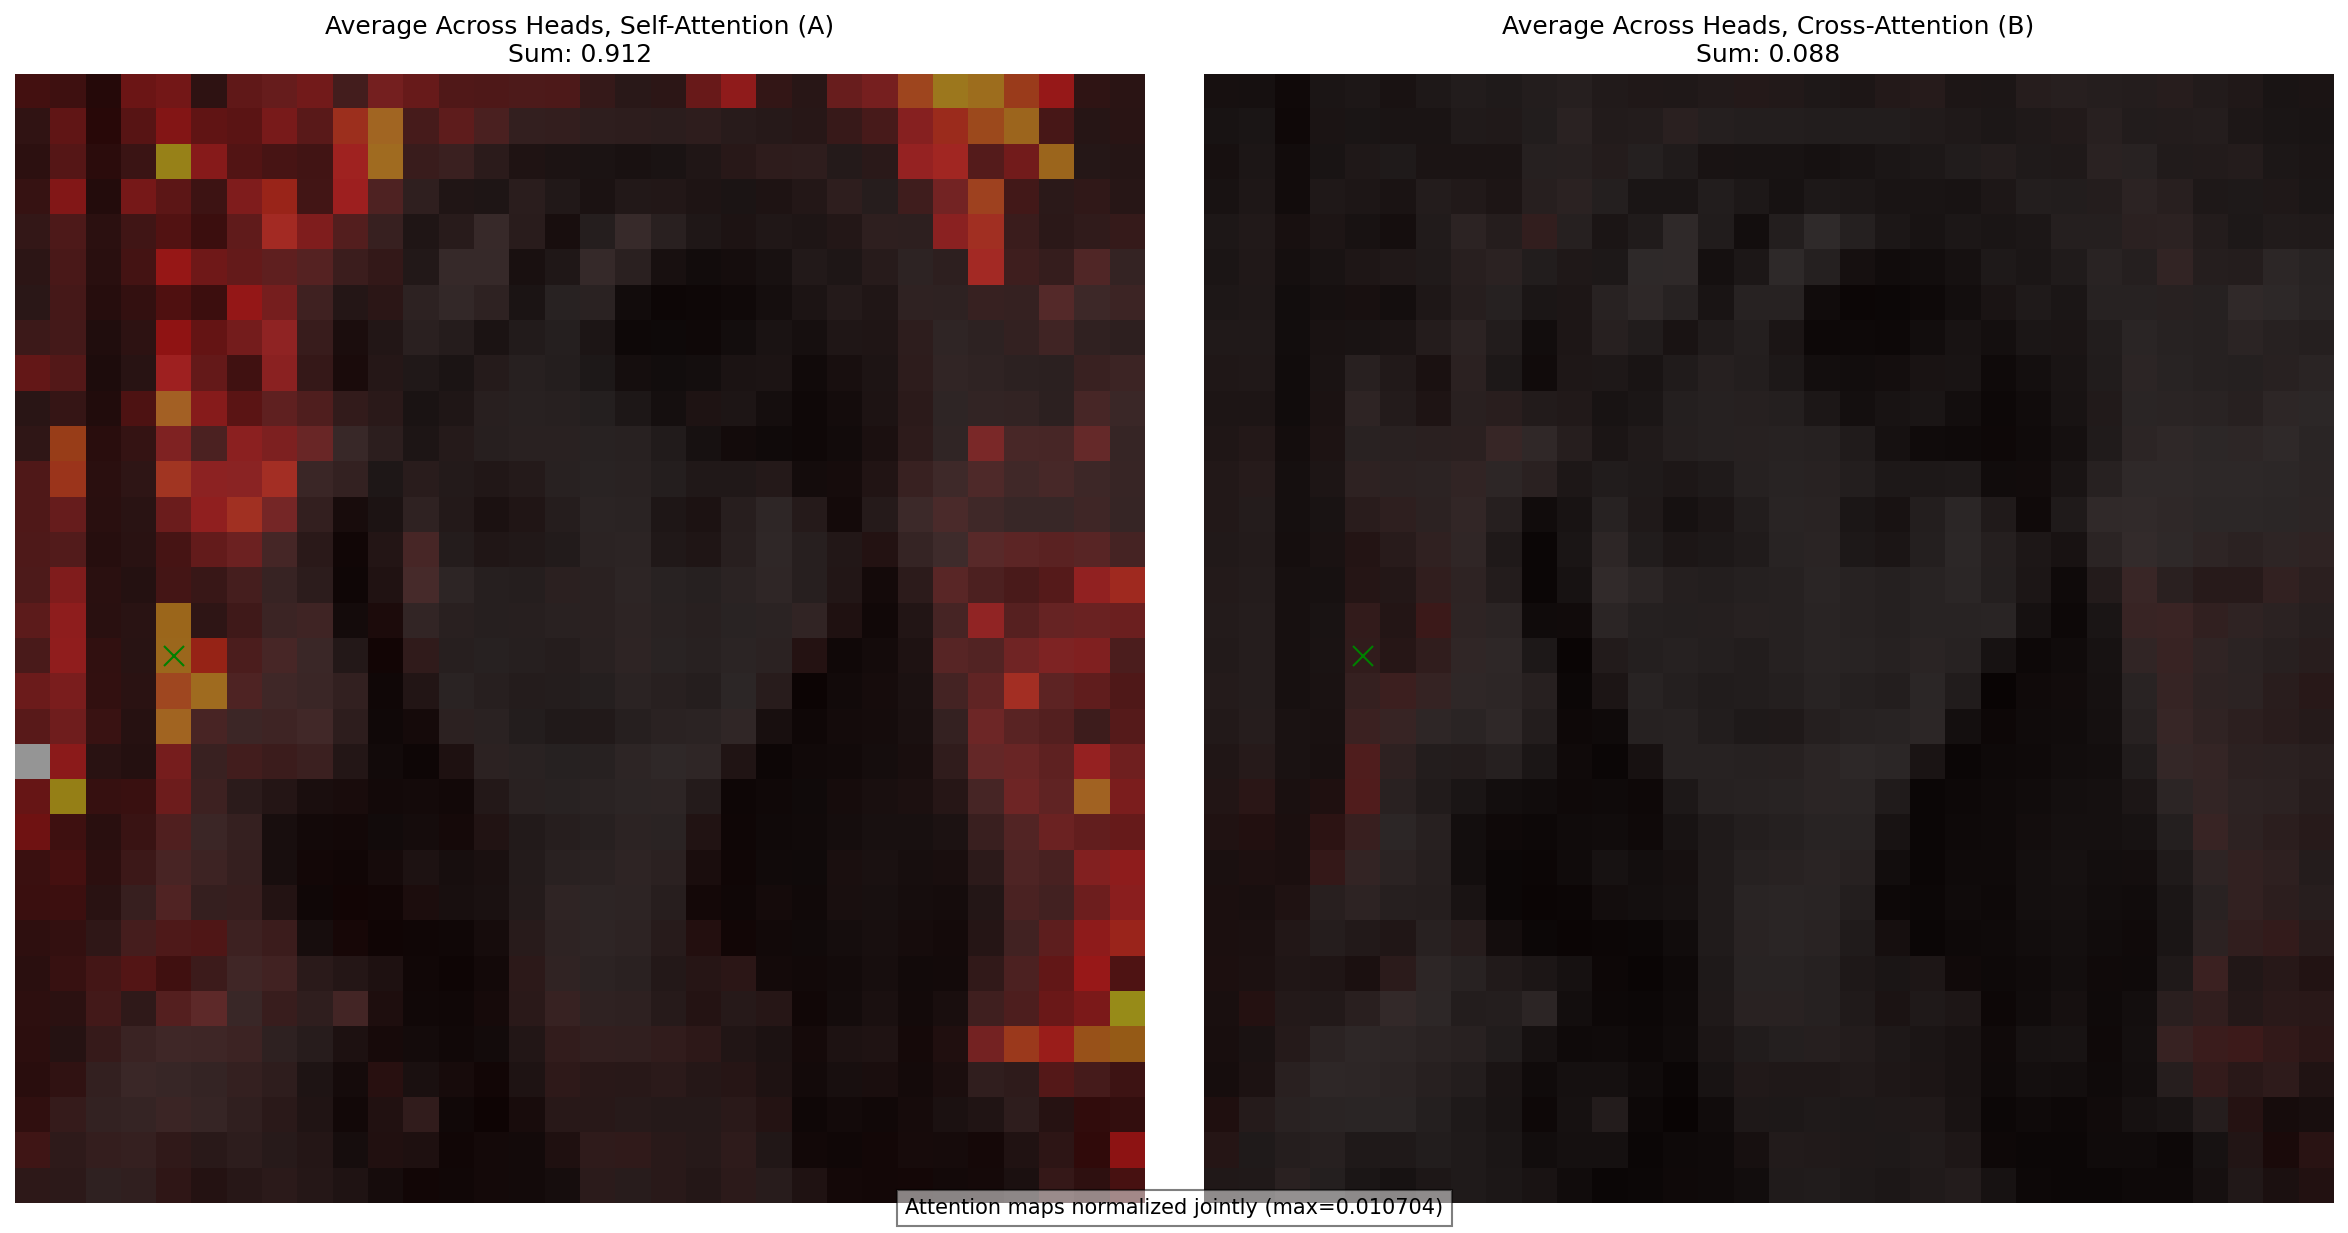 Average Across Heads, Self-Attention (A)
Sum: 0.912
Average Across Heads, Cross-Attention (B)
Sum: 0.088
Attention maps normalized jointly (max=0.010704)